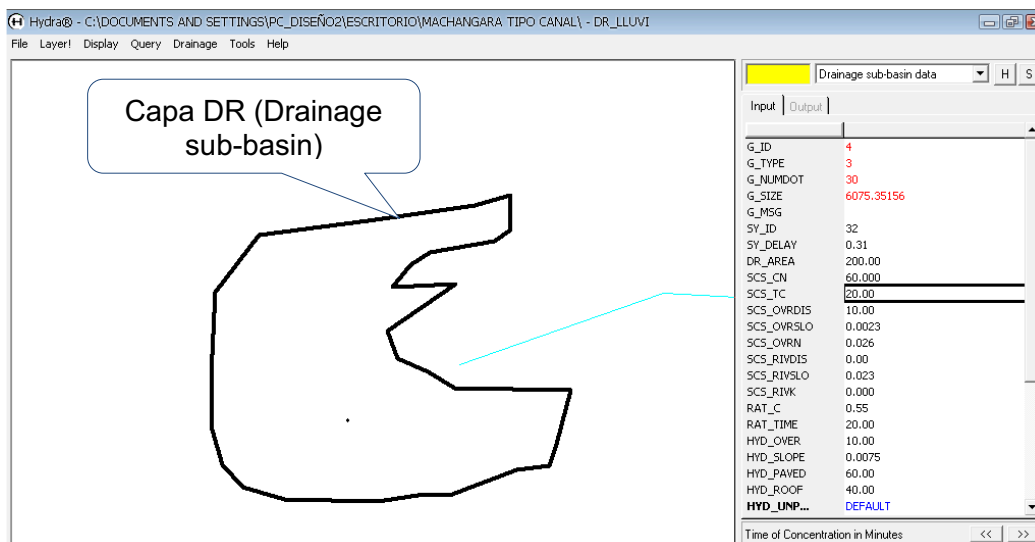 Hydra® - C:\DOCUMENTS AND SETTINGS\PC_DISEÑO2\ESCRITORIO\MACHANGARA TIPO CANAL\ - DR_LLUVI
File Layer! Display Query Drainage Tools Help
Capa DR (Drainage
sub-basin)
Drainage sub-basin data H S
Input Output
G_ID 4
G_TYPE 3
G_NUMDOT 30
G_SIZE 6075.35156
G_MSG
SY_ID 32
SY_DELAY 0.31
DR_AREA 200.00
SCS_CN 60.000
SCS_TC 20.00
SCS_OVRDIS 10.00
SCS_OVRSLO 0.0023
SCS_OVRN 0.026
SCS_RIVDIS 0.00
SCS_RIVSLO 0.023
SCS_RIVK 0.000
RAT_C 0.55
RAT_TIME 20.00
HYD_OVER 10.00
HYD_SLOPE 0.0075
HYD_PAVED 60.00
HYD_ROOF 40.00
HYD_UNP... DEFAULT
Time of Concentration in Minutes << >>